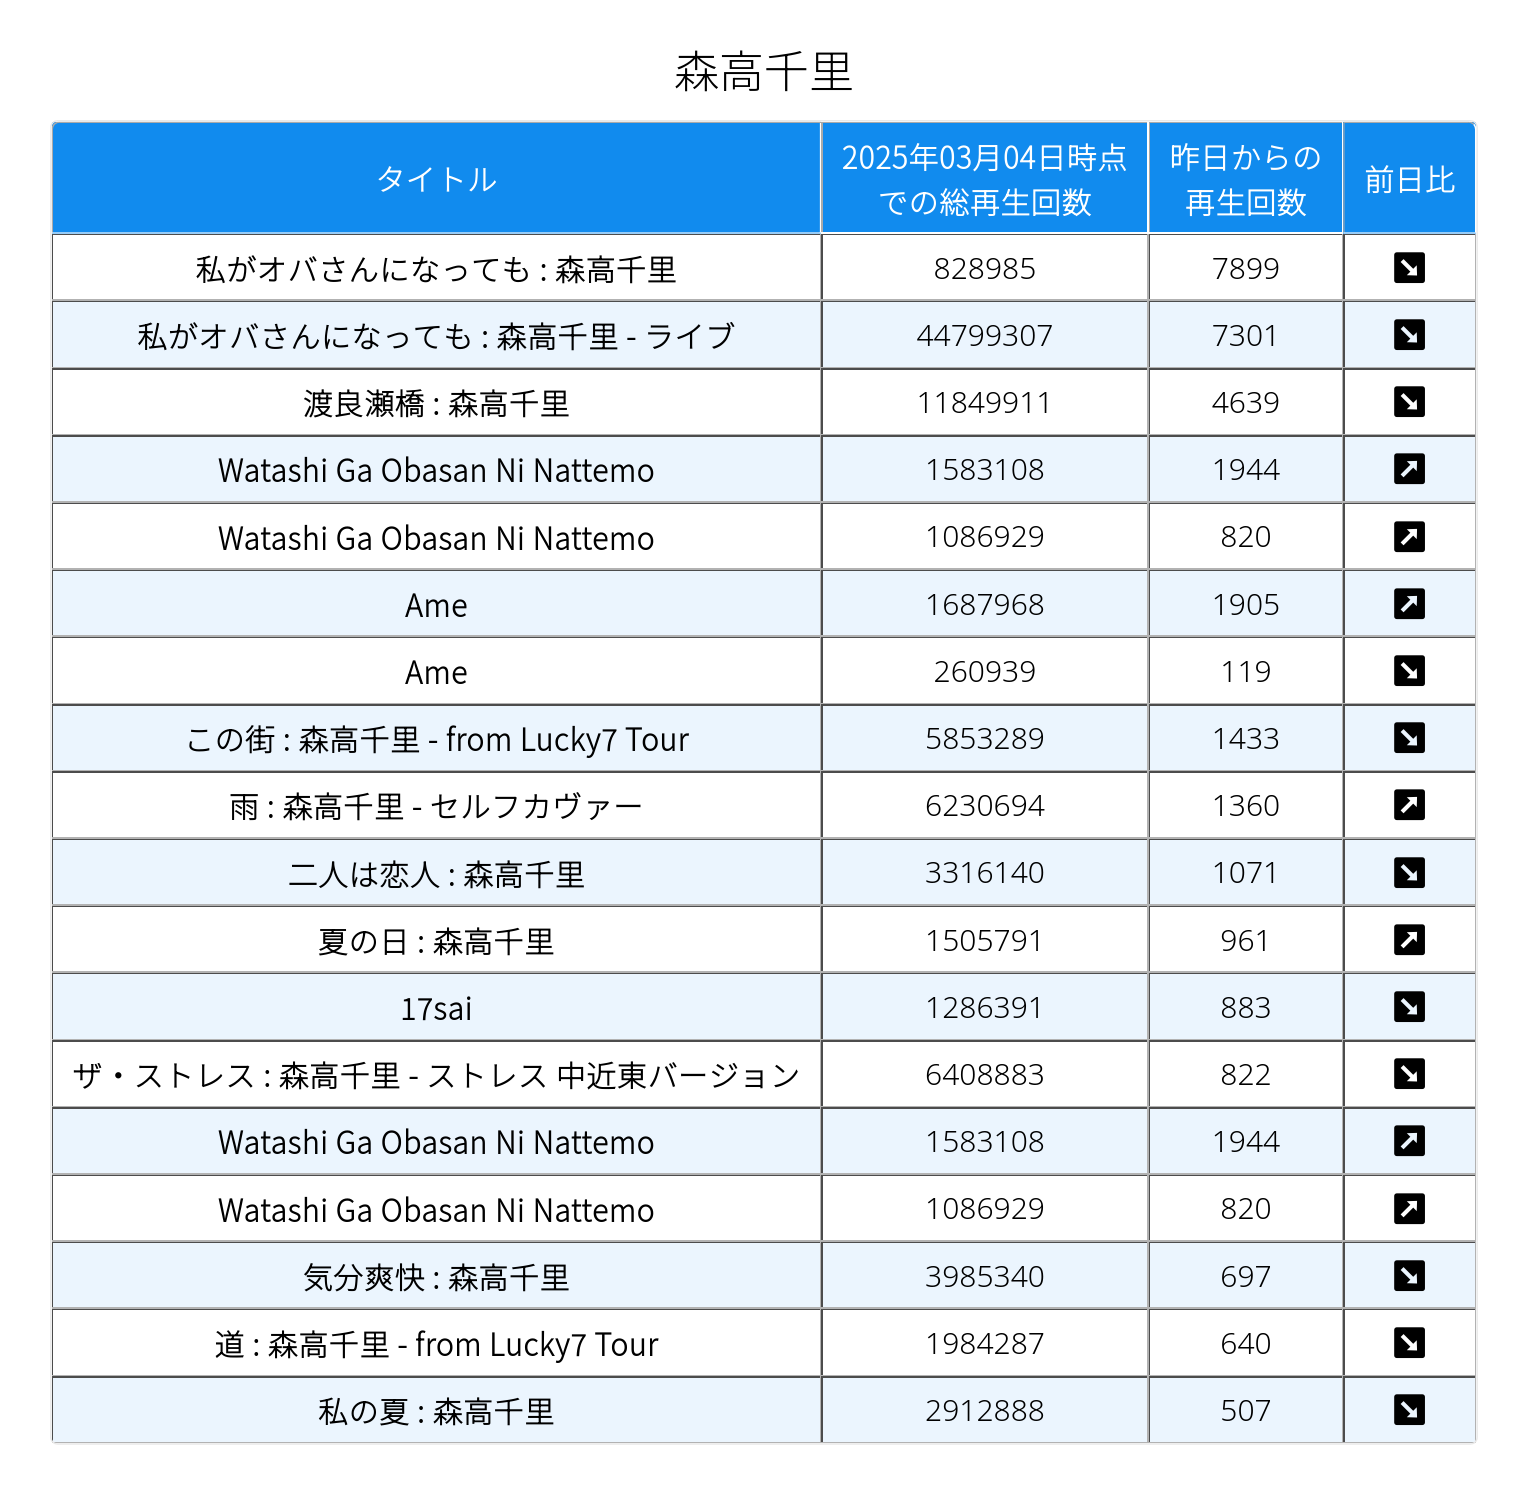 森高千里
タイトル 2025年03月04日時点での総再生回数 昨日からの再生回数 前日比
私がオバさんになっても : 森高千里 828985 7899 ↘
私がオバさんになっても : 森高千里 - ライブ 44799307 7301 ↘
渡良瀬橋 : 森高千里 11849911 4639 ↘
Watashi Ga Obasan Ni Nattemo 1583108 1944 ↗
Watashi Ga Obasan Ni Nattemo 1086929 820 ↗
Ame 1687968 1905 ↗
Ame 260939 119 ↘
この街 : 森高千里 - from Lucky7 Tour 5853289 1433 ↘
雨 : 森高千里 - セルフカヴァー 6230694 1360 ↗
二人は恋人 : 森高千里 3316140 1071 ↘
夏の日 : 森高千里 1505791 961 ↗
17sai 1286391 883 ↘
ザ・ストレス : 森高千里 - ストレス 中近東バージョン 6408883 822 ↘
Watashi Ga Obasan Ni Nattemo 1583108 1944 ↗
Watashi Ga Obasan Ni Nattemo 1086929 820 ↗
気分爽快 : 森高千里 3985340 697 ↘
道 : 森高千里 - from Lucky7 Tour 1984287 640 ↘
私の夏 : 森高千里 2912888 507 ↘